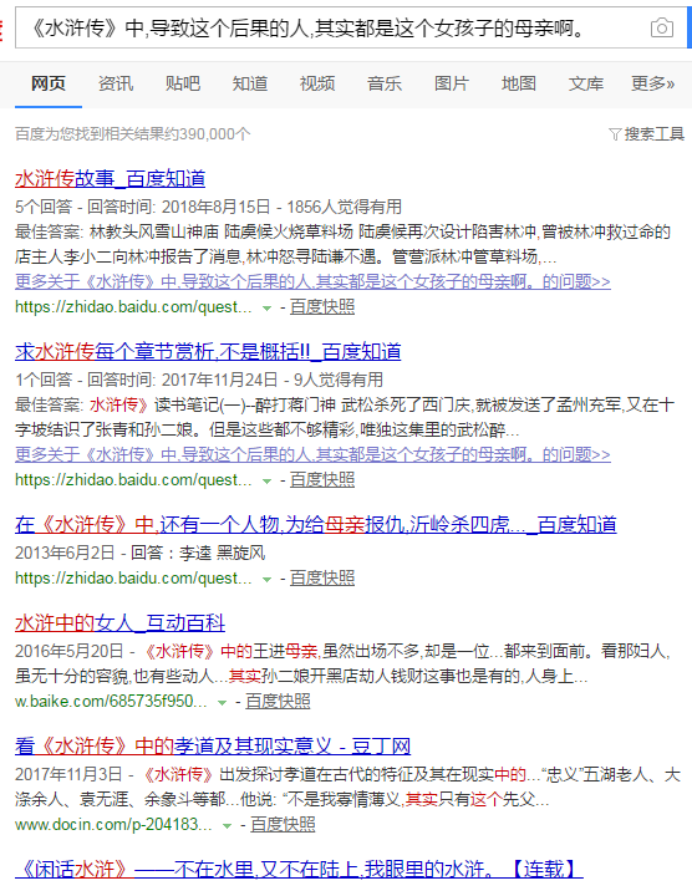 《水浒传》中,导致这个后果的人,其实都是这个女孩子的母亲啊。
网页 资讯 贴吧 知道 视频 音乐 图片 地图 文库 更多»
百度为您找到相关结果约390,000个 搜索工具
水浒传故事_百度知道
5个回答 - 回答时间: 2018年8月15日 - 1856人觉得有用
最佳答案: 林教头风雪山神庙 陆虞候火烧草料场 陆虞候再次设计陷害林冲,曾被林冲救过命的
店主人李小二向林冲报告了消息,林冲怒寻陆谦不遇。管营派林冲管草料场,...
更多关于《水浒传》中,导致这个后果的人,其实都是这个女孩子的母亲啊。的问题>>
https://zhidao.baidu.com/quest... - 百度快照
求水浒传每个章节赏析,不是概括!!_百度知道
1个回答 - 回答时间: 2017年11月24日 - 9人觉得有用
最佳答案: 水浒传》读书笔记(一)--醉打蒋门神 武松杀死了西门庆,就被发送了孟州充军,又在十
字坡结识了张青和孙二娘。但是这些都不够精彩,唯独这集里的武松醉...
更多关于《水浒传》中,导致这个后果的人,其实都是这个女孩子的母亲啊。的问题>>
https://zhidao.baidu.com/quest... - 百度快照
在《水浒传》中,还有一个人物,为给母亲报仇,沂岭杀四虎..._百度知道
2013年6月2日 - 回答：李逵 黑旋风
https://zhidao.baidu.com/quest... - 百度快照
水浒中的女人_互动百科
2016年5月20日 - 《水浒传》中的王进母亲,虽然出场不多,却是一位...都来到面前。看那妇人,
虽无十分的容貌,也有些动人...其实孙二娘开黑店劫人钱财这事也是有的,人身上...
w.baike.com/685735f950... - 百度快照
看《水浒传》中的孝道及其现实意义 - 豆丁网
2017年11月3日 - 《水浒传》出发探讨孝道在古代的特征及其在现实中的...“忠义”五湖老人、大
涤余人、袁无涯、余象斗等都...他说: “不是我寡情薄义,其实只有这个先父...
www.docin.com/p-204183... - 百度快照
《闲话水浒》——不在水里,又不在陆上,我眼里的水浒。【连载】